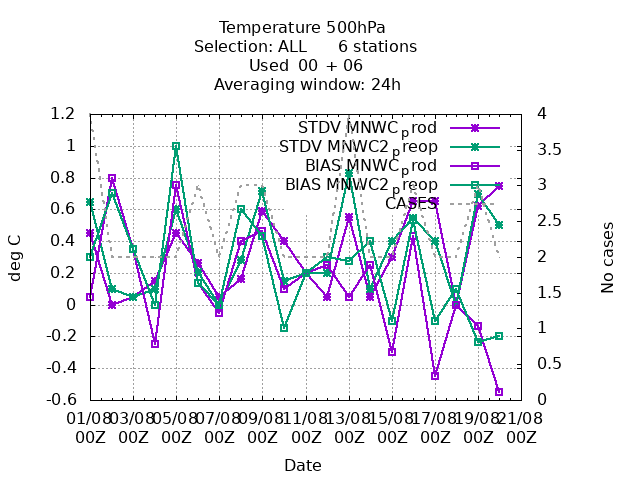 Temperature 500hPa
Selection: ALL 6 stations
Used 00 + 06
Averaging window: 24h
STDV MNWC_prod
STDV MNWC2_preop
BIAS MNWC_prod
BIAS MNWC2_preop
CASES
deg C
1.2
1
0.8
0.6
0.4
0.2
0
-0.2
-0.4
-0.6
4
3.5
3
2.5
2
1.5
1
0.5
0
No cases
01/08 03/08 05/08 07/08 09/08 11/08 13/08 15/08 17/08 19/08 21/08
00Z 00Z 00Z 00Z 00Z 00Z 00Z 00Z 00Z 00Z 00Z
Date